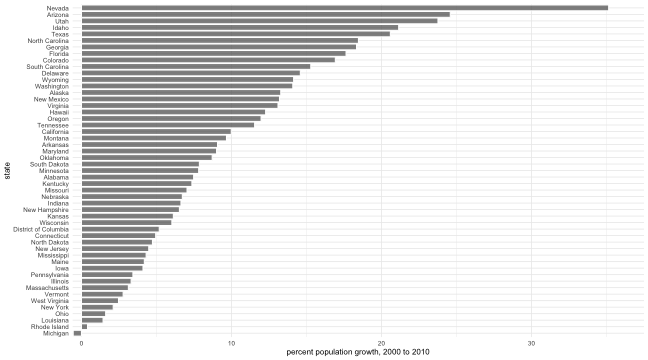 Nevada
Arizona
Utah
Idaho
Texas
North Carolina
Georgia
Florida
Colorado
South Carolina
Delaware
Wyoming
Washington
Alaska
New Mexico
Virginia
Hawaii
Oregon
Tennessee
California
Montana
Arkansas
Maryland
Oklahoma
South Dakota
Minnesota
Alabama
Kentucky
Missouri
Nebraska
Indiana
New Hampshire
Kansas
Wisconsin
District of Columbia
Connecticut
North Dakota
New Jersey
Mississippi
Maine
Iowa
Pennsylvania
Illinois
Massachusetts
Vermont
West Virginia
New York
Ohio
Louisiana
Rhode Island
Michigan
state
0 10 20 30
percent population growth, 2000 to 2010